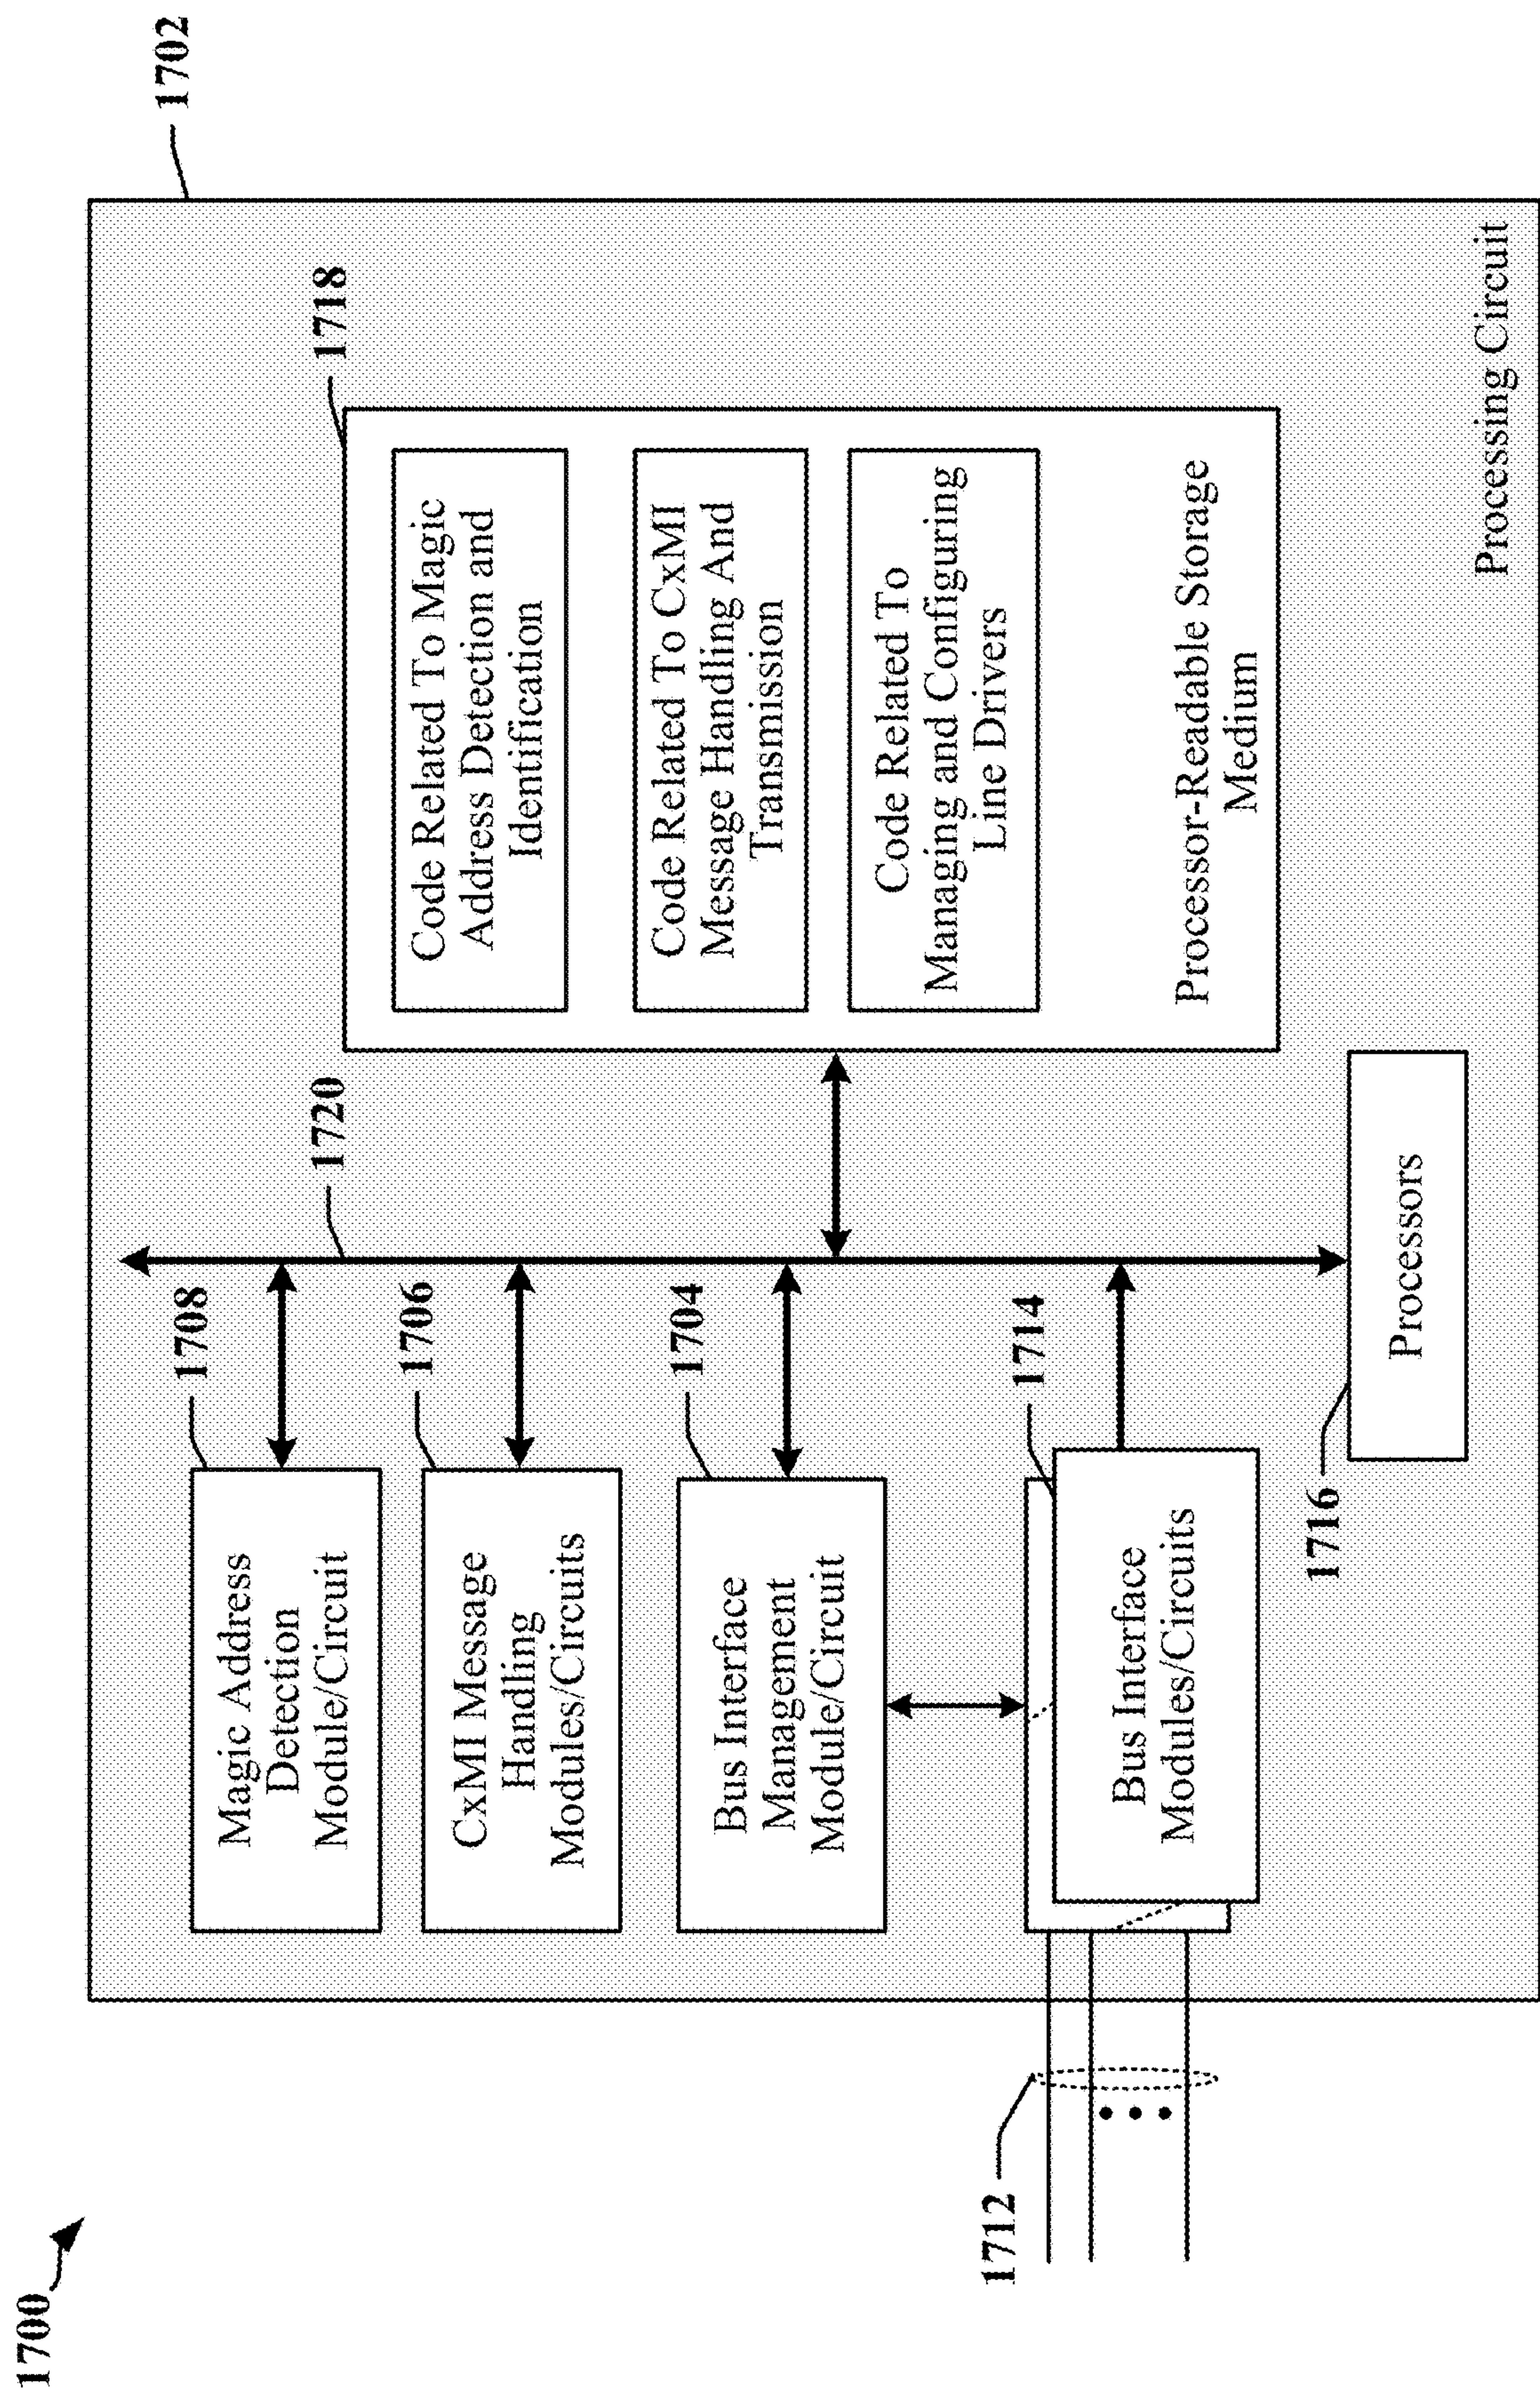 1700
1702
1708
Magic Address
Detection
Module/Circuit
1706
CxMI Message
Handling
Modules/Circuits
1704
Bus Interface
Management
Module/Circuit
1714
Bus Interface
Modules/Circuits
1712
1720
1718
Code Related To Magic
Address Detection and
Identification
Code Related To CxMI
Message Handling And
Transmission
Code Related To
Managing and Configuring
Line Drivers
Processor-Readable Storage
Medium
1716
Processors
Processing Circuit